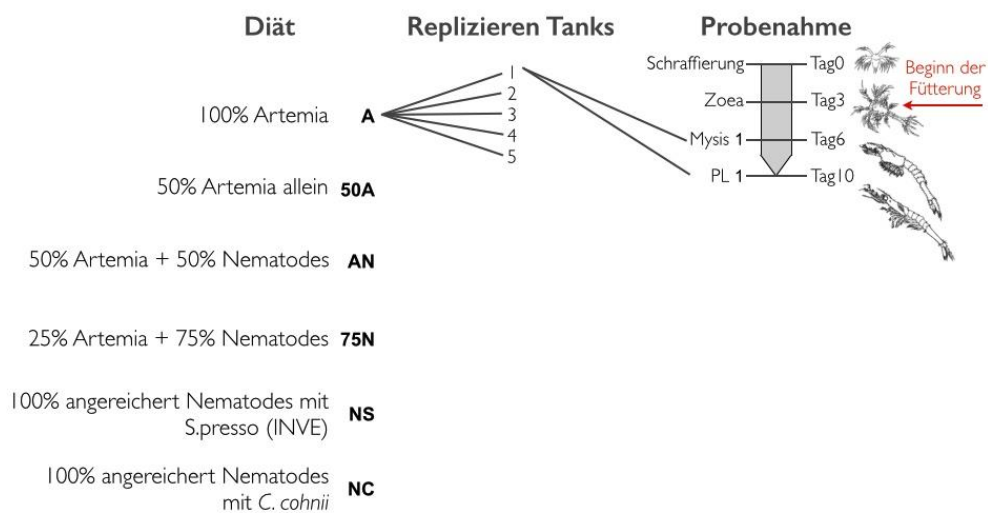 Diät
Replizieren Tanks
Probenahme
100% Artemia A
50% Artemia allein 50A
50% Artemia + 50% Nematodes AN
25% Artemia + 75% Nematodes 75N
100% angereichert Nematodes mit
S.presso (INVE) NS
100% angereichert Nematodes
mit C. cohnii NC
1
2
3
4
5
Schraffierung Tag0
Zoea Tag3
Mysis 1 Tag6
PL 1 Tag10
Beginn der
Fütterung